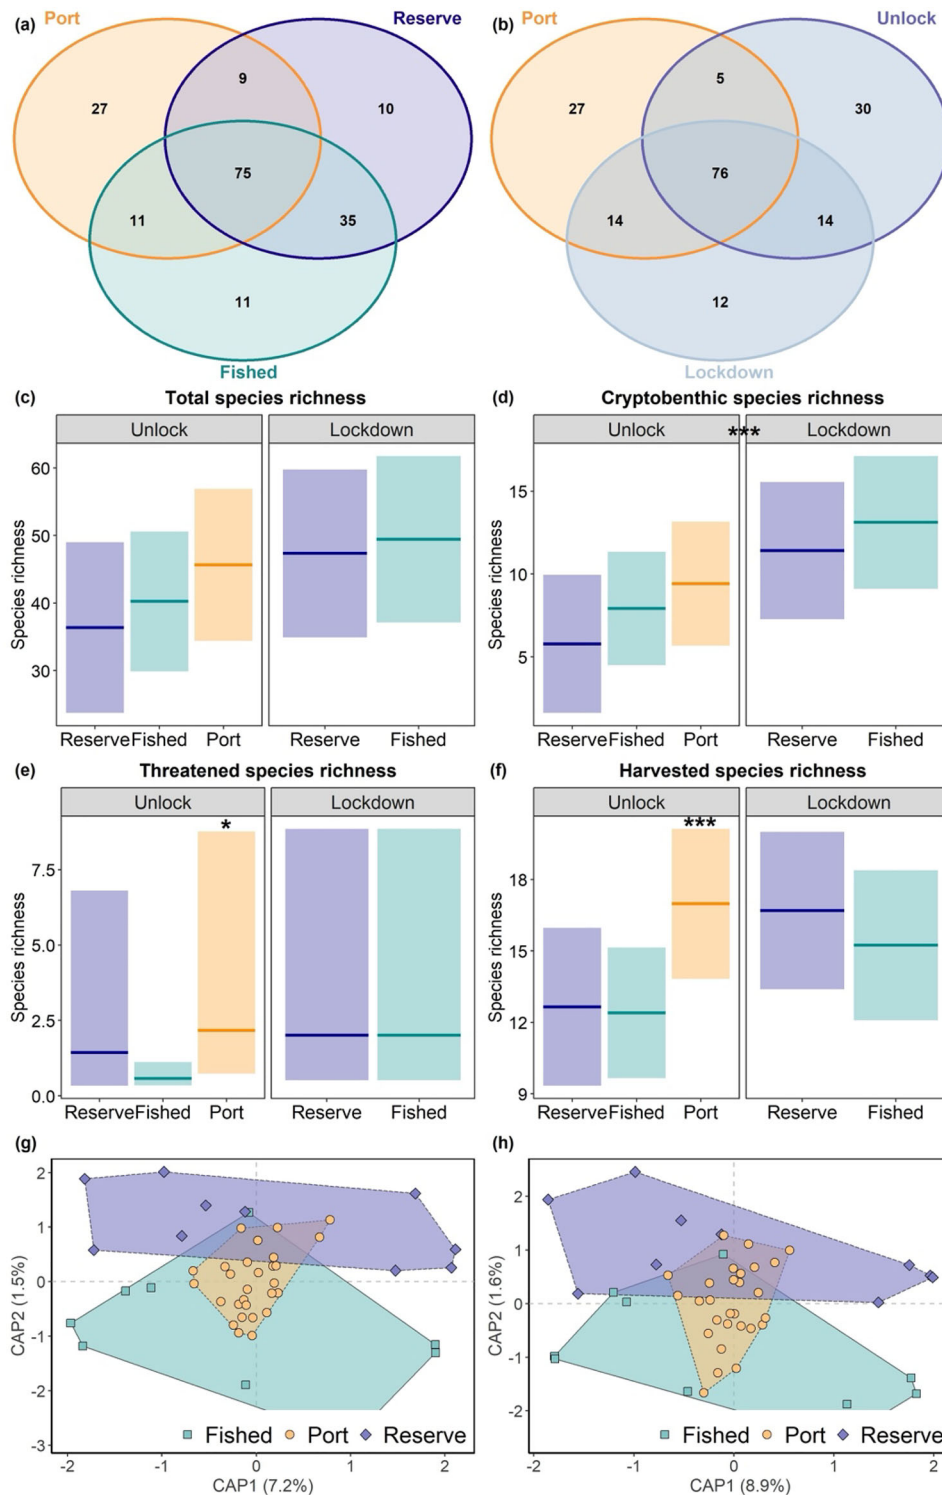 (a) Port Reserve (b) Port Unlock
9 5
27 10 27 30
75 76
11 35 14 14
11 12
Fished Lockdown
(c) Total species richness (d) Cryptobenthic species richness
Unlock Lockdown Unlock *** Lockdown
Species richness
60
50
40
30
Reserve Fished Port Reserve Fished
Species richness
15
10
5
Reserve Fished Port Reserve Fished
(e) Threatened species richness (f) Harvested species richness
Unlock Lockdown Unlock Lockdown
* ***
Species richness
7.5
5.0
2.5
0.0
Reserve Fished Port Reserve Fished
Species richness
18
15
12
9
Reserve Fished Port Reserve Fished
(g) (h)
CAP2 (1.5%)
2
1
0
-1
-2
-3
Fished Port Reserve
-2 -1 0 1 2
CAP1 (7.2%)
CAP2 (1.6%)
2
1
0
-1
-2
Fished Port Reserve
-2 -1 0 1 2
CAP1 (8.9%)